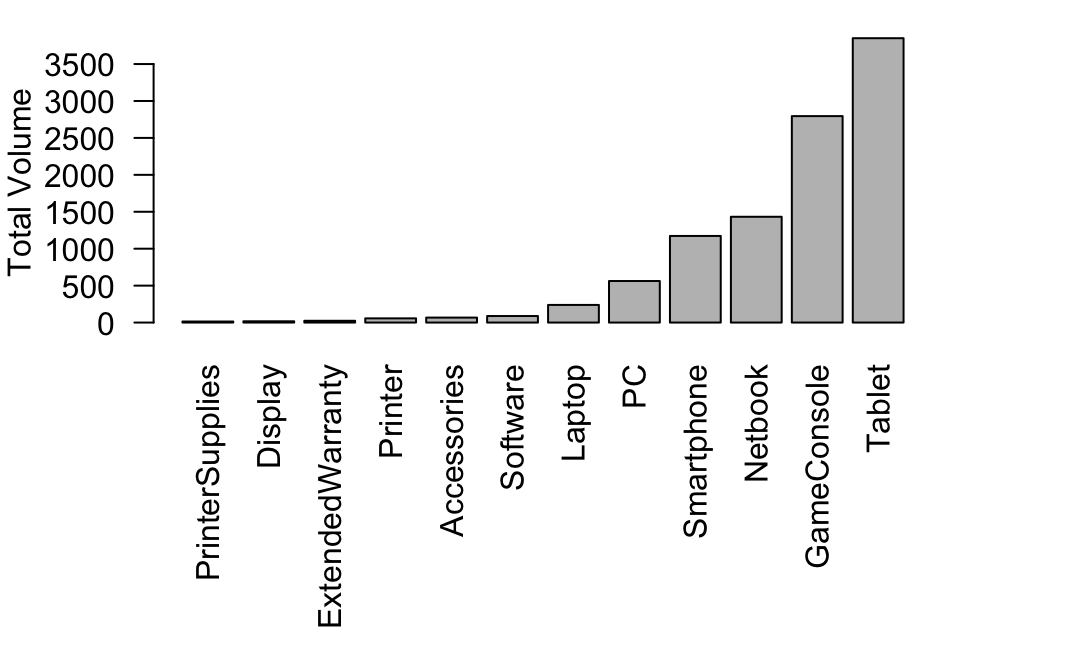 Total Volume
3500
3000
2500
2000
1500
1000
500
0
PrinterSupplies
Display
ExtendedWarranty
Printer
Accessories
Software
Laptop
PC
Smartphone
Netbook
GameConsole
Tablet